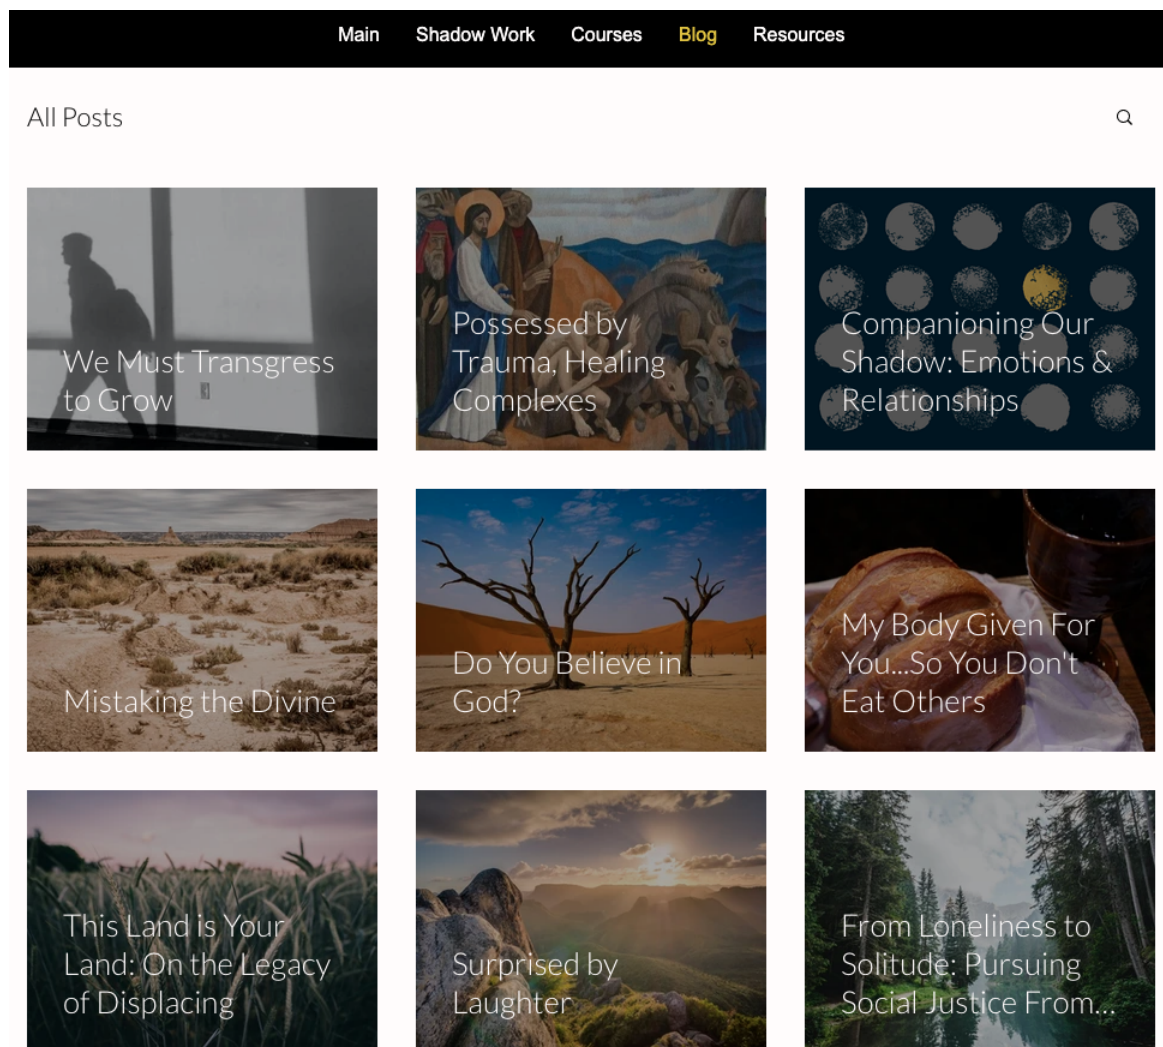 Main Shadow Work Courses Blog Resources
All Posts
We Must Transgress
to Grow
Possessed by
Trauma, Healing
Complexes
Companioning Our
Shadow: Emotions &
Relationships
Mistaking the Divine
Do You Believe in
God?
My Body Given For
You...So You Don't
Eat Others
This Land is Your
Land: On the Legacy
of Displacing
Surprised by
Laughter
From Loneliness to
Solitude: Pursuing
Social Justice From...